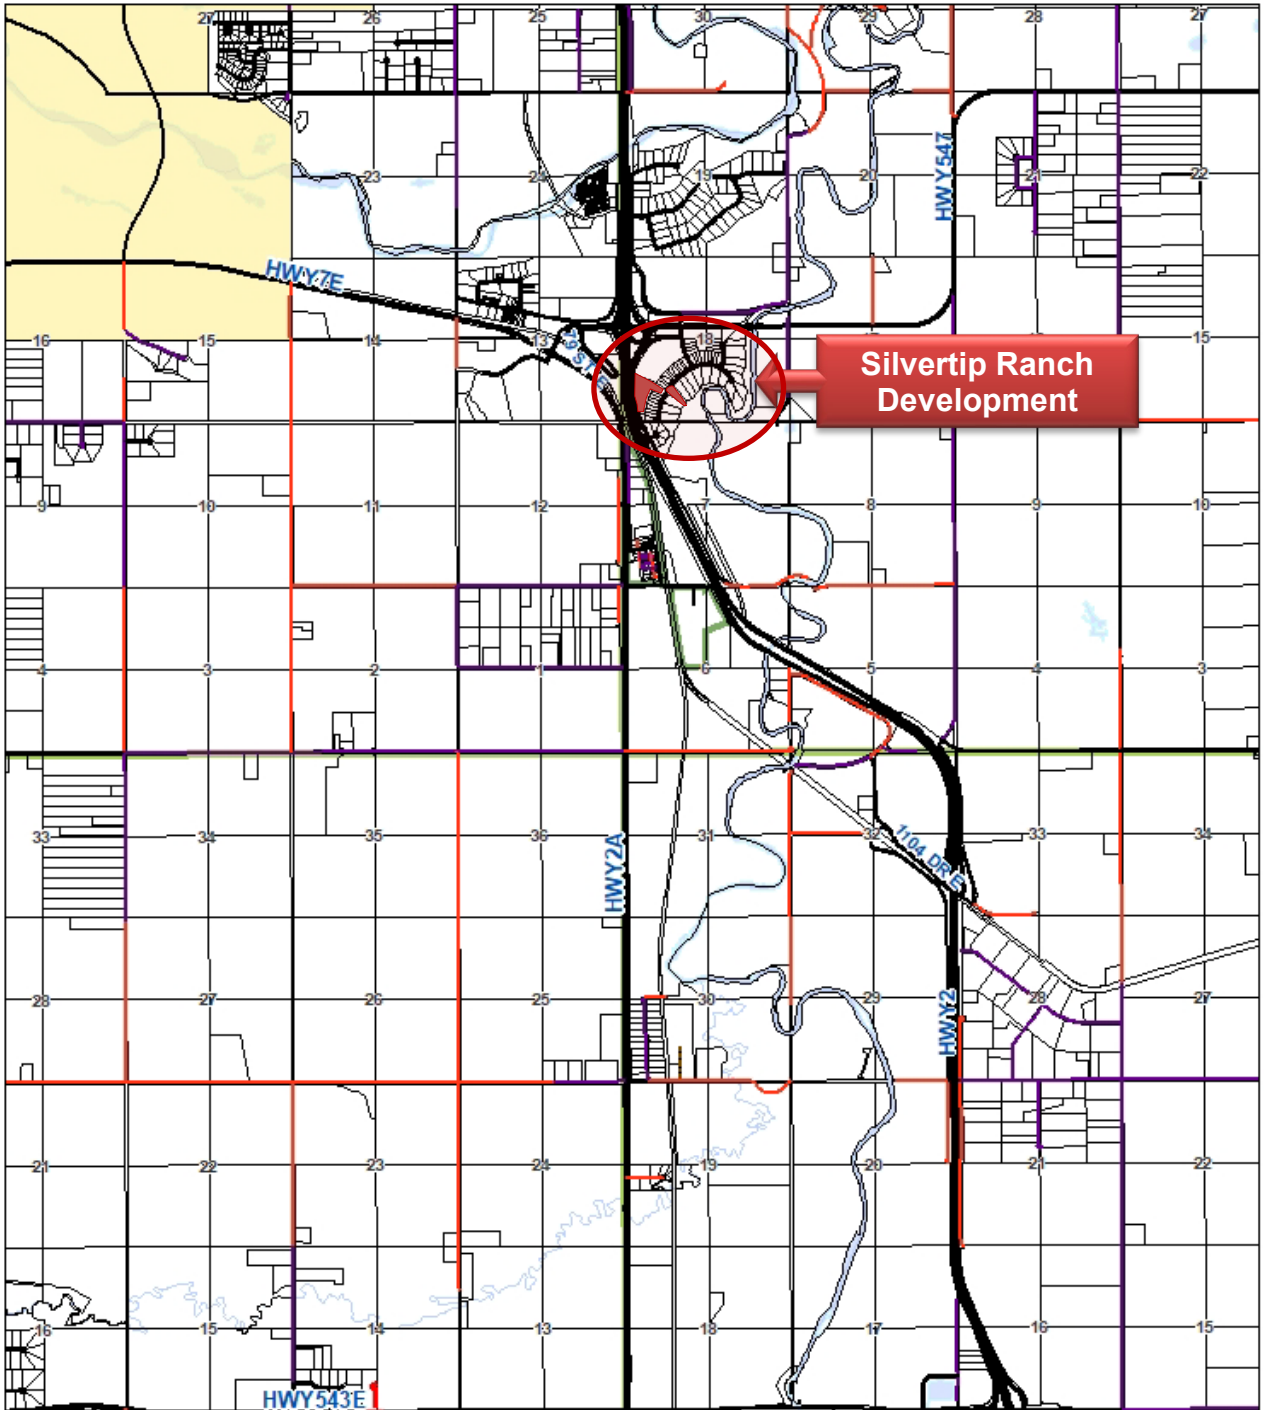 27 26 25 30 29 28 27
HWY547
23 24 19 20 21 22
HWY7E
16 15 14 13 18 15
79 ST E
Silvertip Ranch
Development
9 10 11 12 7 8 9 10
4 3 2 1 6 5 4 3
33 34 35 36 31 32 33 34
HWY2A
1104 DR E
28 27 26 25 30 29 28 27
HWY2
21 22 23 24 19 20 21 22
16 15 14 13 18 17 16 15
HWY543E